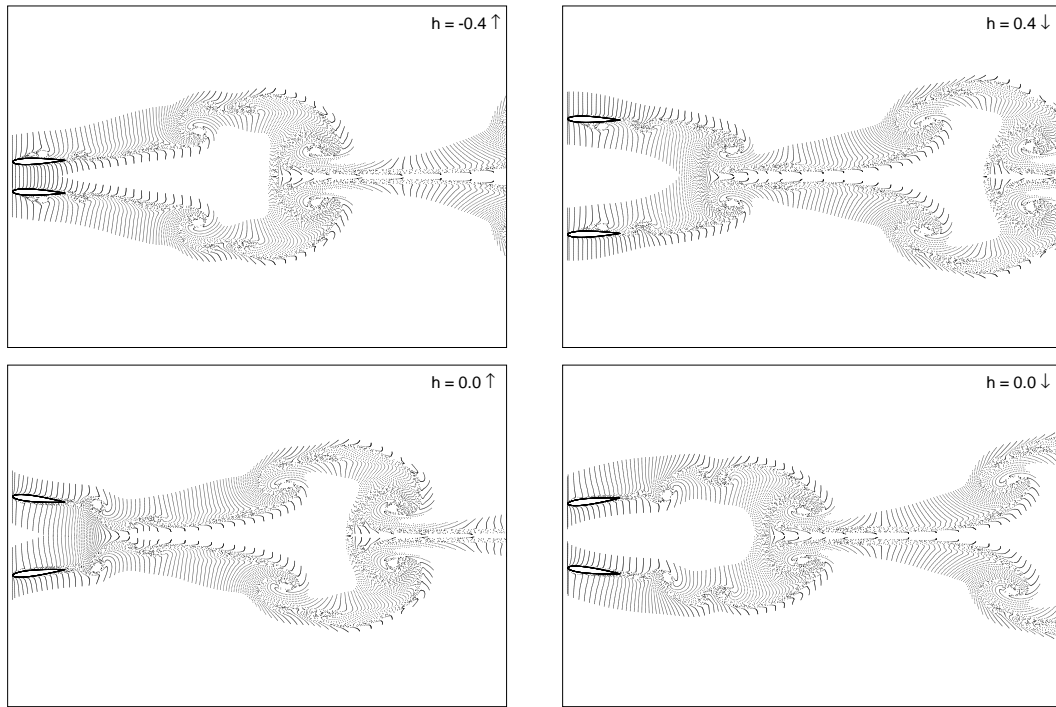 h = -0.4 ↑
h = 0.4 ↓
h = 0.0 ↑
h = 0.0 ↓